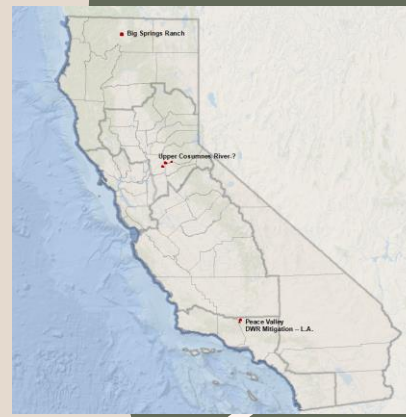 Big Springs Ranch
Upper Cosumnes River-?
Peace Valley
DWR Mitigation – L.A.